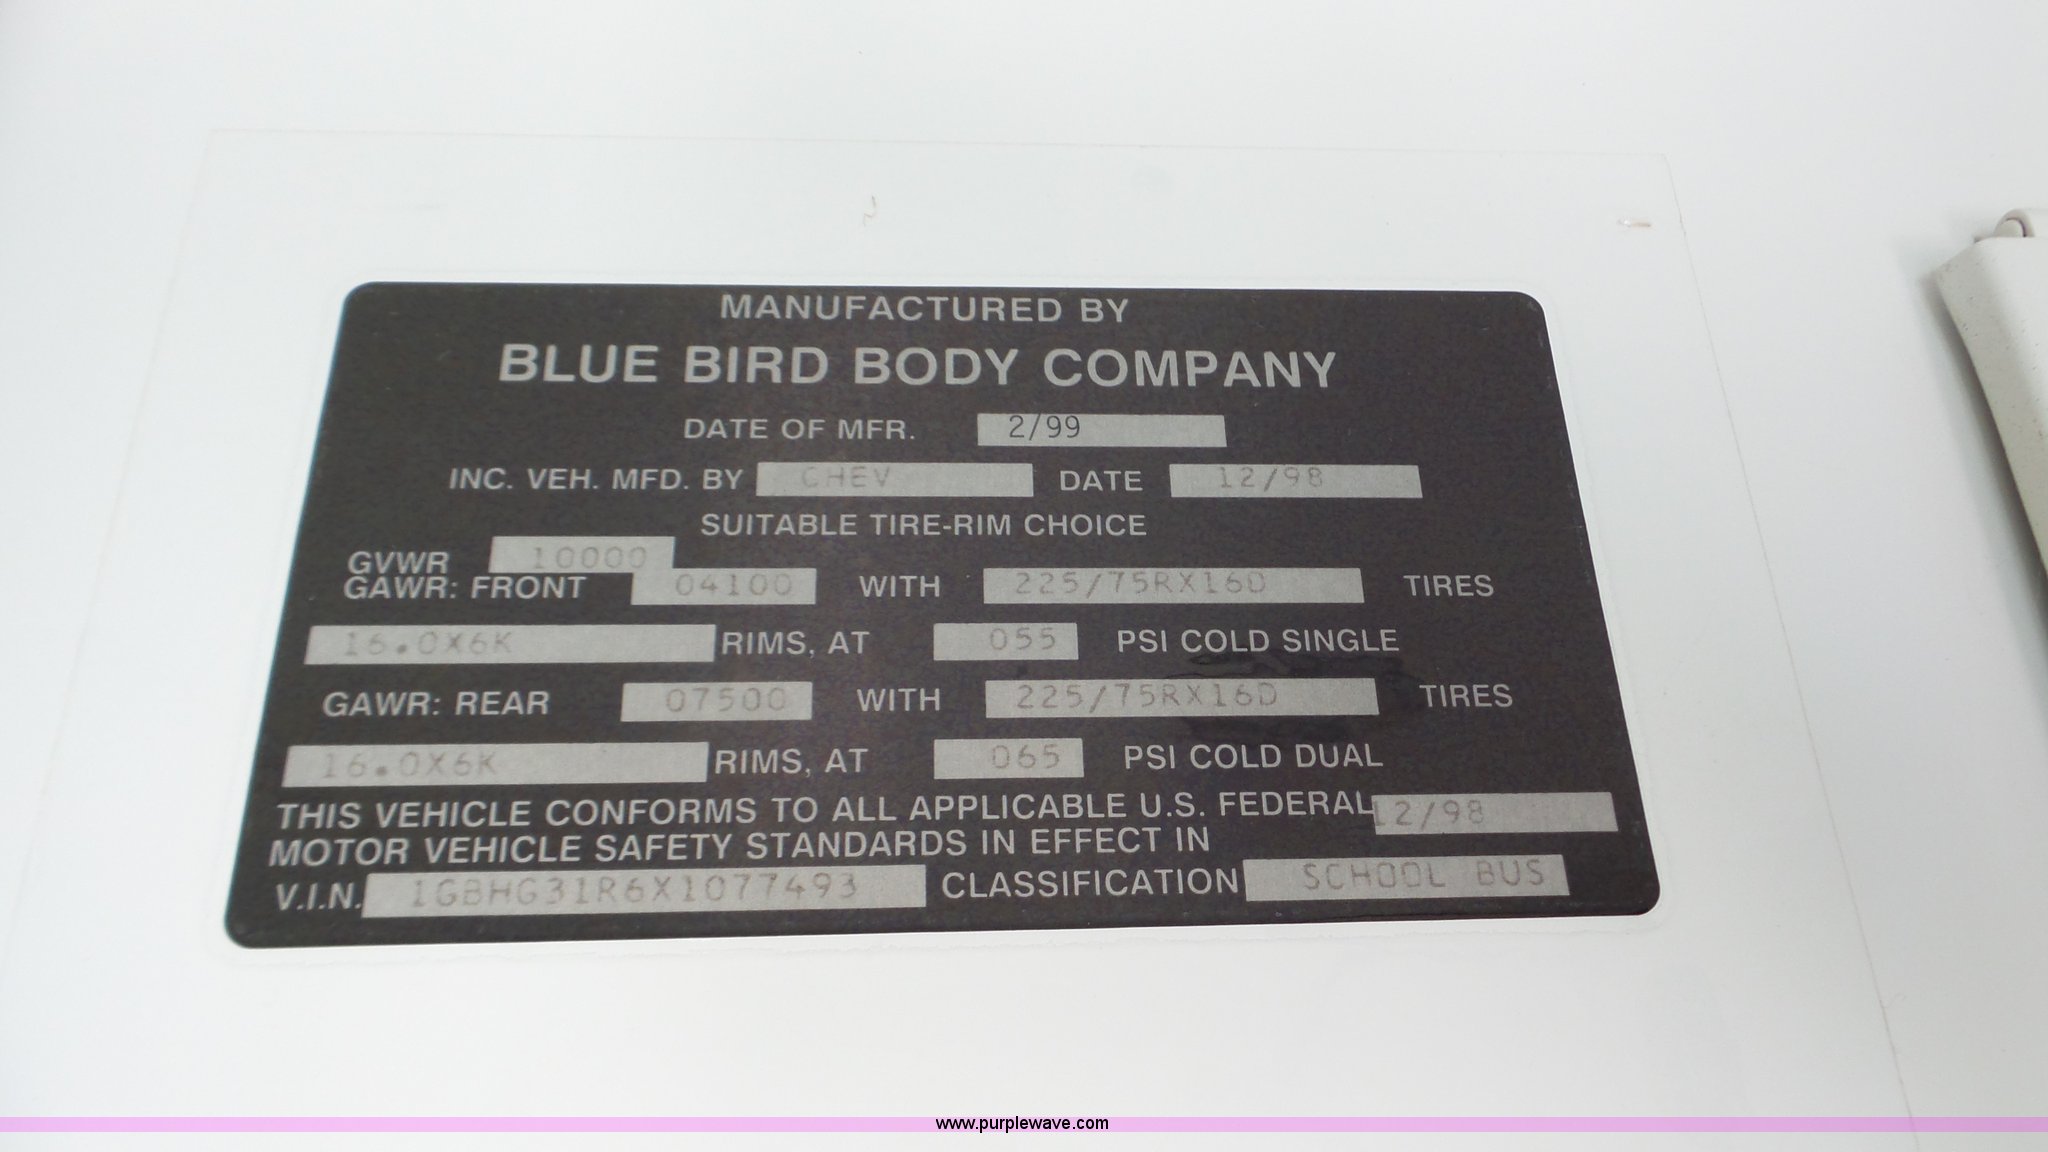 MANUFACTURED BY
BLUE BIRD BODY COMPANY
DATE OF MFR. 2/99
INC. VEH. MFD. BY CHEV DATE 12/98
SUITABLE TIRE-RIM CHOICE
GVWR 10000
GAWR: FRONT 04100 WITH 225/75RX16D TIRES
16.0X6K RIMS, AT 055 PSI COLD SINGLE
GAWR: REAR 07500 WITH 225/75RX16D TIRES
16.0X6K RIMS, AT 065 PSI COLD DUAL
THIS VEHICLE CONFORMS TO ALL APPLICABLE U.S. FEDERAL 12/98
MOTOR VEHICLE SAFETY STANDARDS IN EFFECT IN
V.I.N. 1GBHG31R6X1077493 CLASSIFICATION SCHOOL BUS
www.purplewave.com